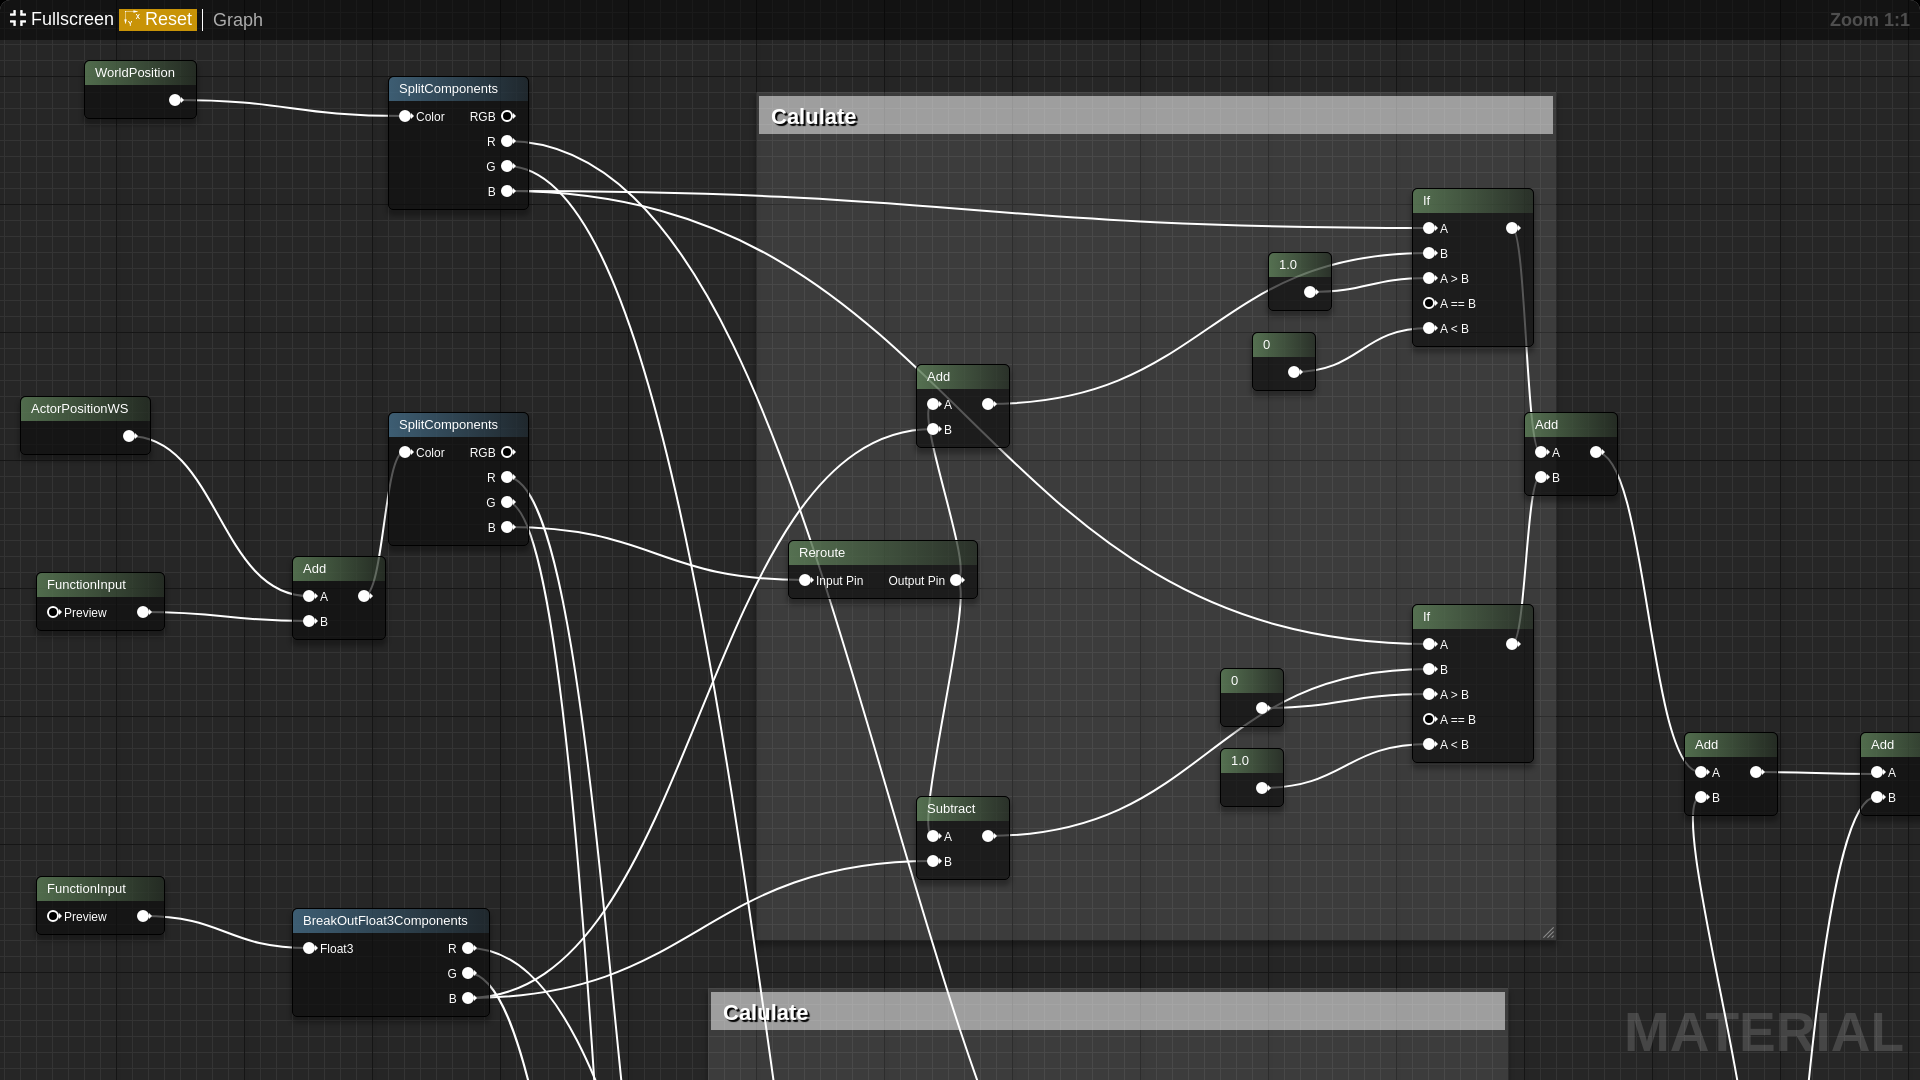 Fullscreen Reset Graph
Zoom 1:1
WorldPosition
SplitComponents
Color RGB
R
G
B
Calulate
If
A
B
A > B
A == B
A < B
1.0
0
Add
A
B
ActorPositionWS
SplitComponents
Color RGB
R
G
B
Add
A
B
Reroute
Input Pin Output Pin
FunctionInput
Preview
Add
A
B
If
A
B
A > B
A == B
A < B
0
1.0
Subtract
A
B
Add
A
B
Add
A
B
FunctionInput
Preview
BreakOutFloat3Components
Float3 R
G
B
Calulate
MATERIAL